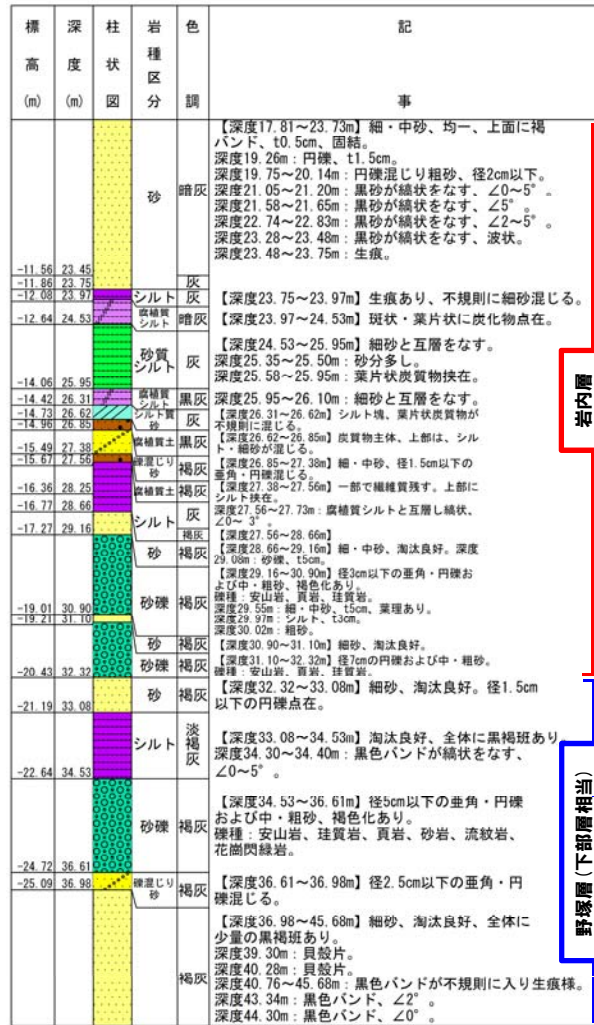 標高(m) 深度(m) 柱状図 岩種区分 色調 記事
【深度17.81～23.73m】細・中砂、均一、上面に褐
バンド、t0.5cm、固結。
深度19.26m：円礫、t1.5cm。
深度19.75～20.14m：円礫混じり粗砂、径2cm以下。
砂 暗灰
深度21.05～21.20m：黒砂が縞状をなす、∠0～5°。
深度21.58～21.65m：黒砂が縞状をなす、∠5°。
深度22.74～22.83m：黒砂が縞状をなす、∠2～5°。
深度23.28～23.48m：黒砂が縞状をなす、波状。
深度23.48～23.75m：生痕。
-11.56 23.45
-11.86 23.75 灰
-12.08 23.97 シルト 灰 【深度23.75～23.97m】生痕あり、不規則に細砂混じる。
-12.64 24.53 腐植質シルト 暗灰 【深度23.97～24.53m】斑状・葉片状に炭化物点在。
【深度24.53～25.95m】細砂と互層をなす。
砂質シルト 灰
深度25.35～25.50m：砂分多し。
深度25.58～25.95m：葉片状炭質物挟在。
-14.06 25.95
-14.42 26.31 腐植質シルト 黒灰 【深度25.95～26.10m】細砂と互層をなす。
-14.73 26.62 シルト質砂 灰 【深度26.31～26.62m】シルト塊、葉片状炭質物が
不規則に混じる。
-14.96 26.85 腐植質土 黒灰 【深度26.62～26.85m】炭質物主体、上部は、シル
ト・細砂が混じる。
-15.49 27.38 礫混じり砂 褐灰 【深度26.85～27.38m】細・中砂、径1.5cm以下の
亜角・円礫混じる。
-15.67 27.56 腐植質土 褐灰 【深度27.38～27.56m】一部で繊維質残す。上部に
シルト挟在。
-16.36 28.25 シルト 灰 深度27.56～27.73m：腐植質シルトと互層し縞状、
∠0～3°。
-16.77 28.66 褐灰 【深度27.56～28.66m】
-17.27 29.16 砂 褐灰 【深度28.66～29.16m】細・中砂、淘汰良好。深度
29.08m：砂礫、t5cm。
【深度29.16～30.90m】径3cm以下の亜角・円礫お
よび中・粗砂、褐色化あり。
砂礫 褐灰
礫種：安山岩、頁岩、珪質岩。
深度29.55m：細・中砂、t5cm、葉理あり。
深度29.97m：シルト、t3cm。
深度30.02m：粗砂。
-19.01 30.90
-19.21 31.10 砂 褐灰 【深度30.90～31.10m】細砂、淘汰良好。
-20.43 32.32 砂礫 褐灰 【深度31.10～32.32m】径7cmの円礫および中・粗砂。
礫種：安山岩、頁岩、珪質岩。
-21.19 33.08 砂 褐灰 【深度32.32～33.08m】細砂、淘汰良好。径1.5cm
以下の円礫点在。
シルト 淡褐灰 【深度33.08～34.53m】淘汰良好、全体に黒褐班あり。
深度34.30～34.40m：黒色バンドが縞状をなす、
∠0～5°。
-22.64 34.53
砂礫 褐灰 【深度34.53～36.61m】径5cm以下の亜角・円礫
および中・粗砂、褐色化あり。
礫種：安山岩、珪質岩、頁岩、砂岩、流紋岩、
花崗閃緑岩。
-24.72 36.61
-25.09 36.98 礫混じり砂 褐灰 【深度36.61～36.98m】径2.5cm以下の亜角・円
礫混じる。
【深度36.98～45.68m】細砂、淘汰良好、全体に
少量の黒褐班あり。
深度39.30m：貝殻片。
褐灰
深度40.28m：貝殻片。
深度40.76～45.68m：黒色バンドが不規則に入り生痕様。
深度43.34m：黒色バンド、∠2°。
深度44.30m：黒色バンド、∠0°。
岩内層
野塚層(下部層相当)